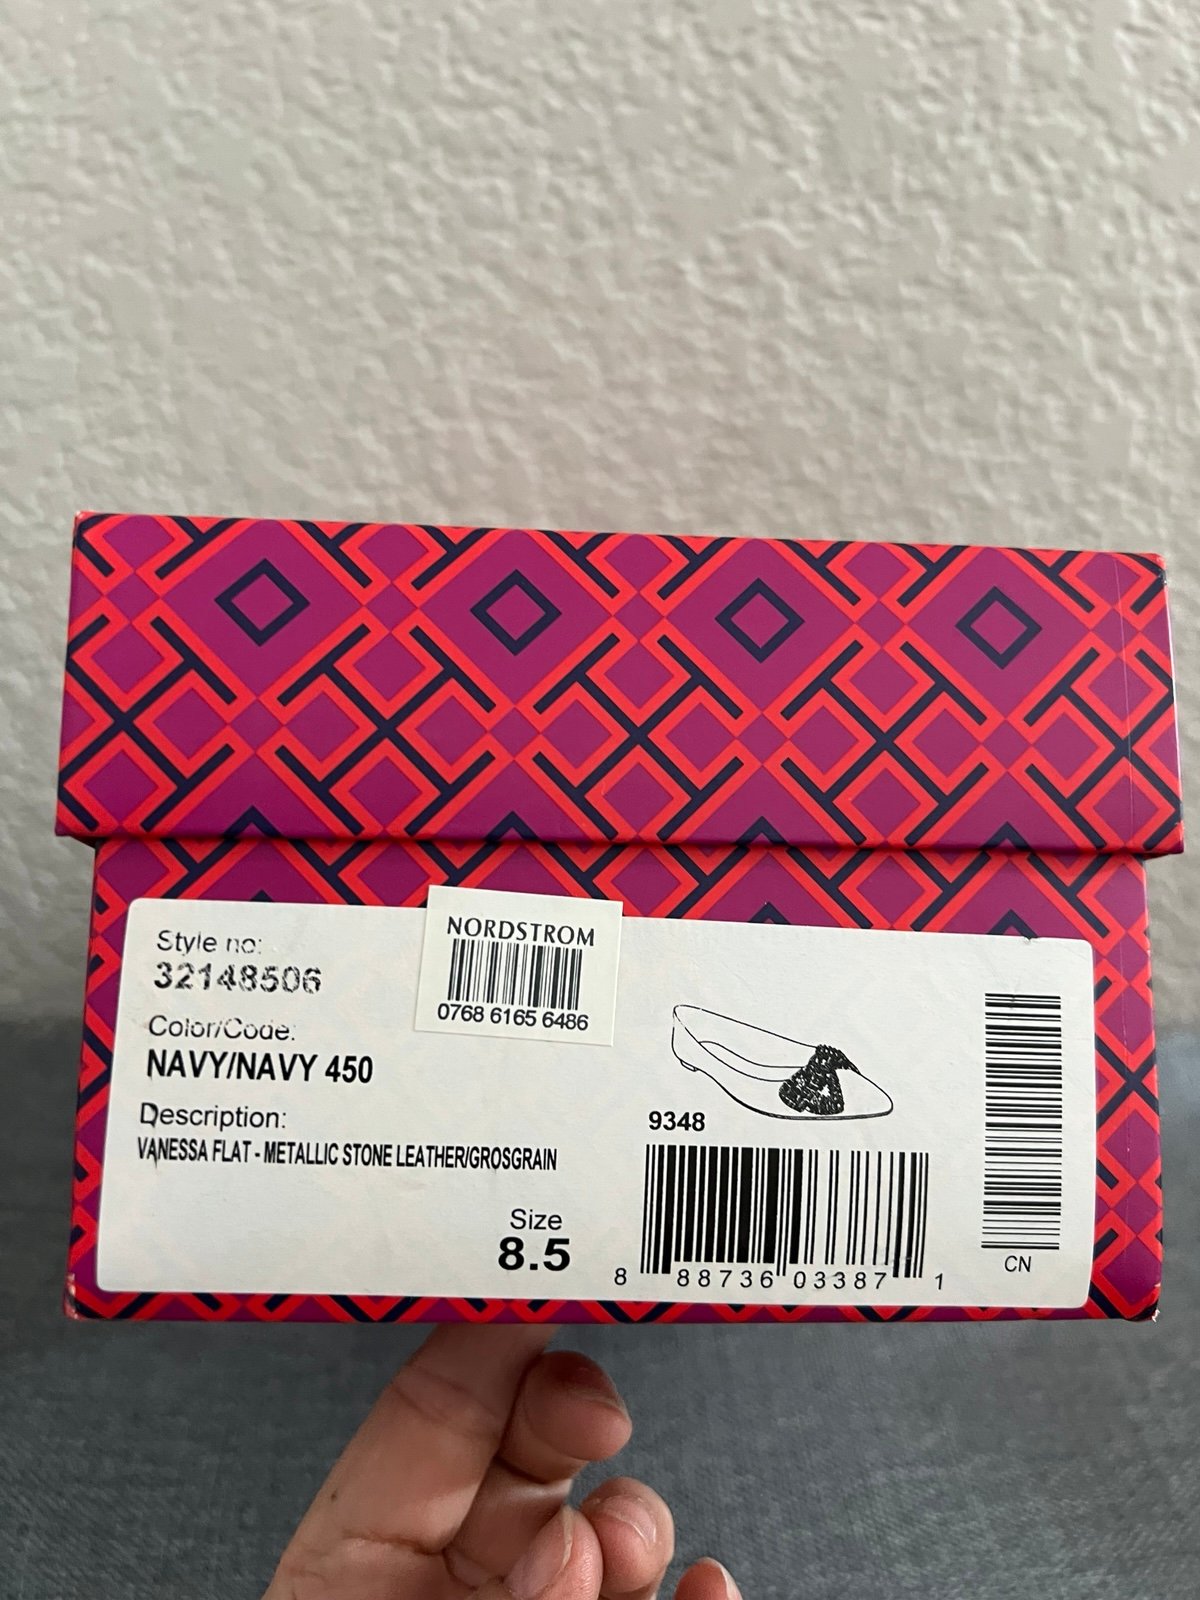 Style no:
32148506
Color/Code:
NAVY/NAVY 450
Description:
VANESSA FLAT - METALLIC STONE LEATHER/GROSGRAIN
Size
8.5
NORDSTROM
0768 6165 6486
9348
8 88736 03387 1
CN